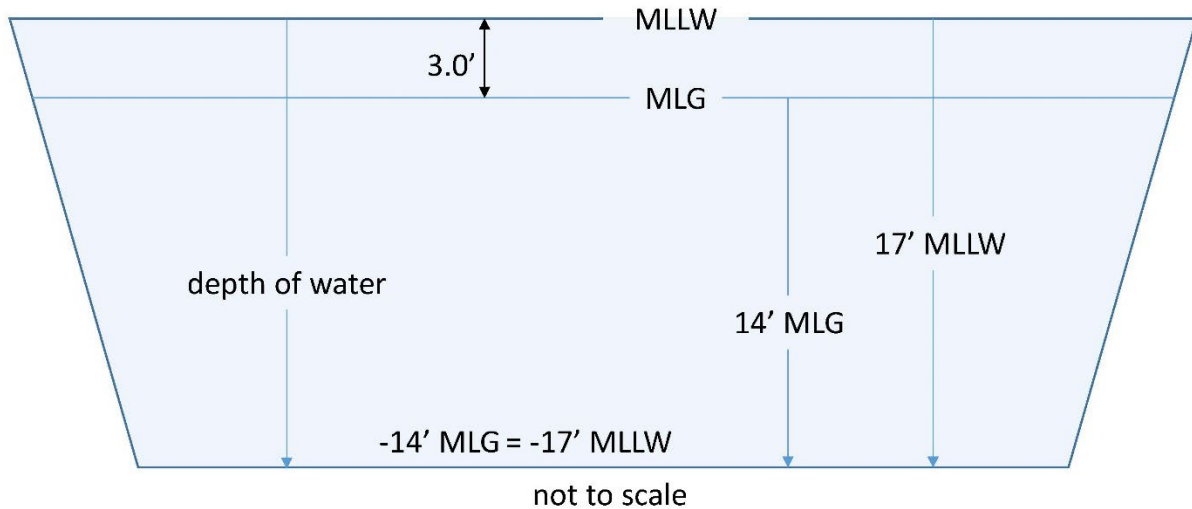 MLLW
3.0’
MLG
17’ MLLW
depth of water
14’ MLG
-14’ MLG = -17’ MLLW
not to scale